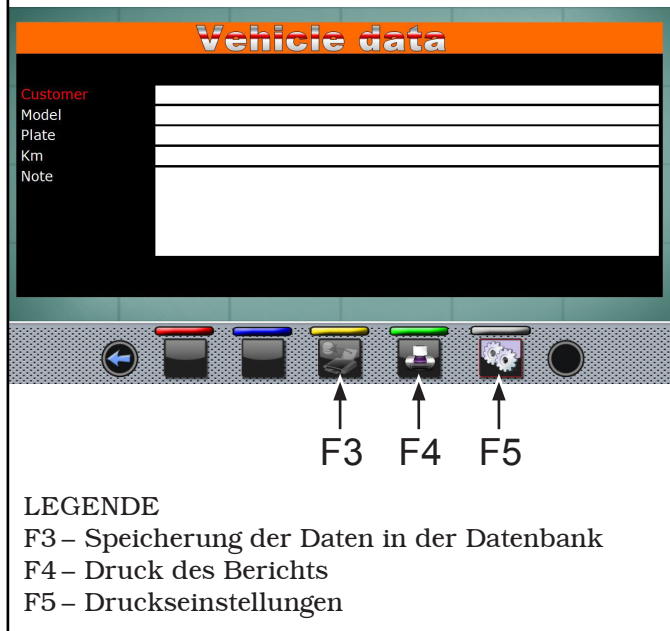 Vehicle data
Customer
Model
Plate
Km
Note
F3 F4 F5
LEGENDE
F3 – Speicherung der Daten in der Datenbank
F4 – Druck des Berichts
F5 – Druckseinstellungen